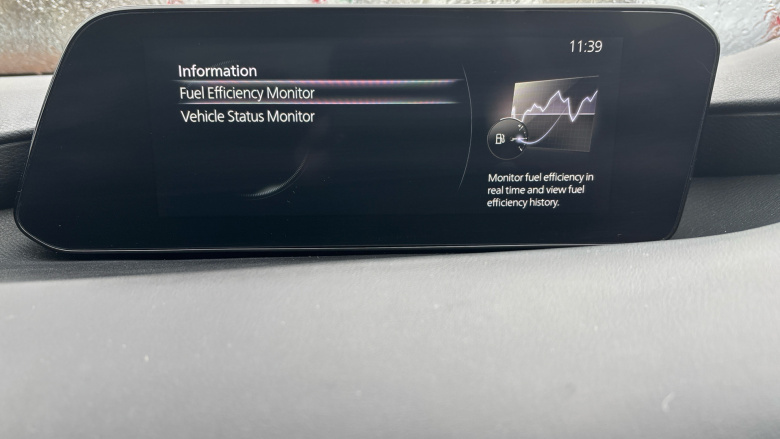 11:39
Information
Fuel Efficiency Monitor
Vehicle Status Monitor
Monitor fuel efficiency in
real time and view fuel
efficiency history.